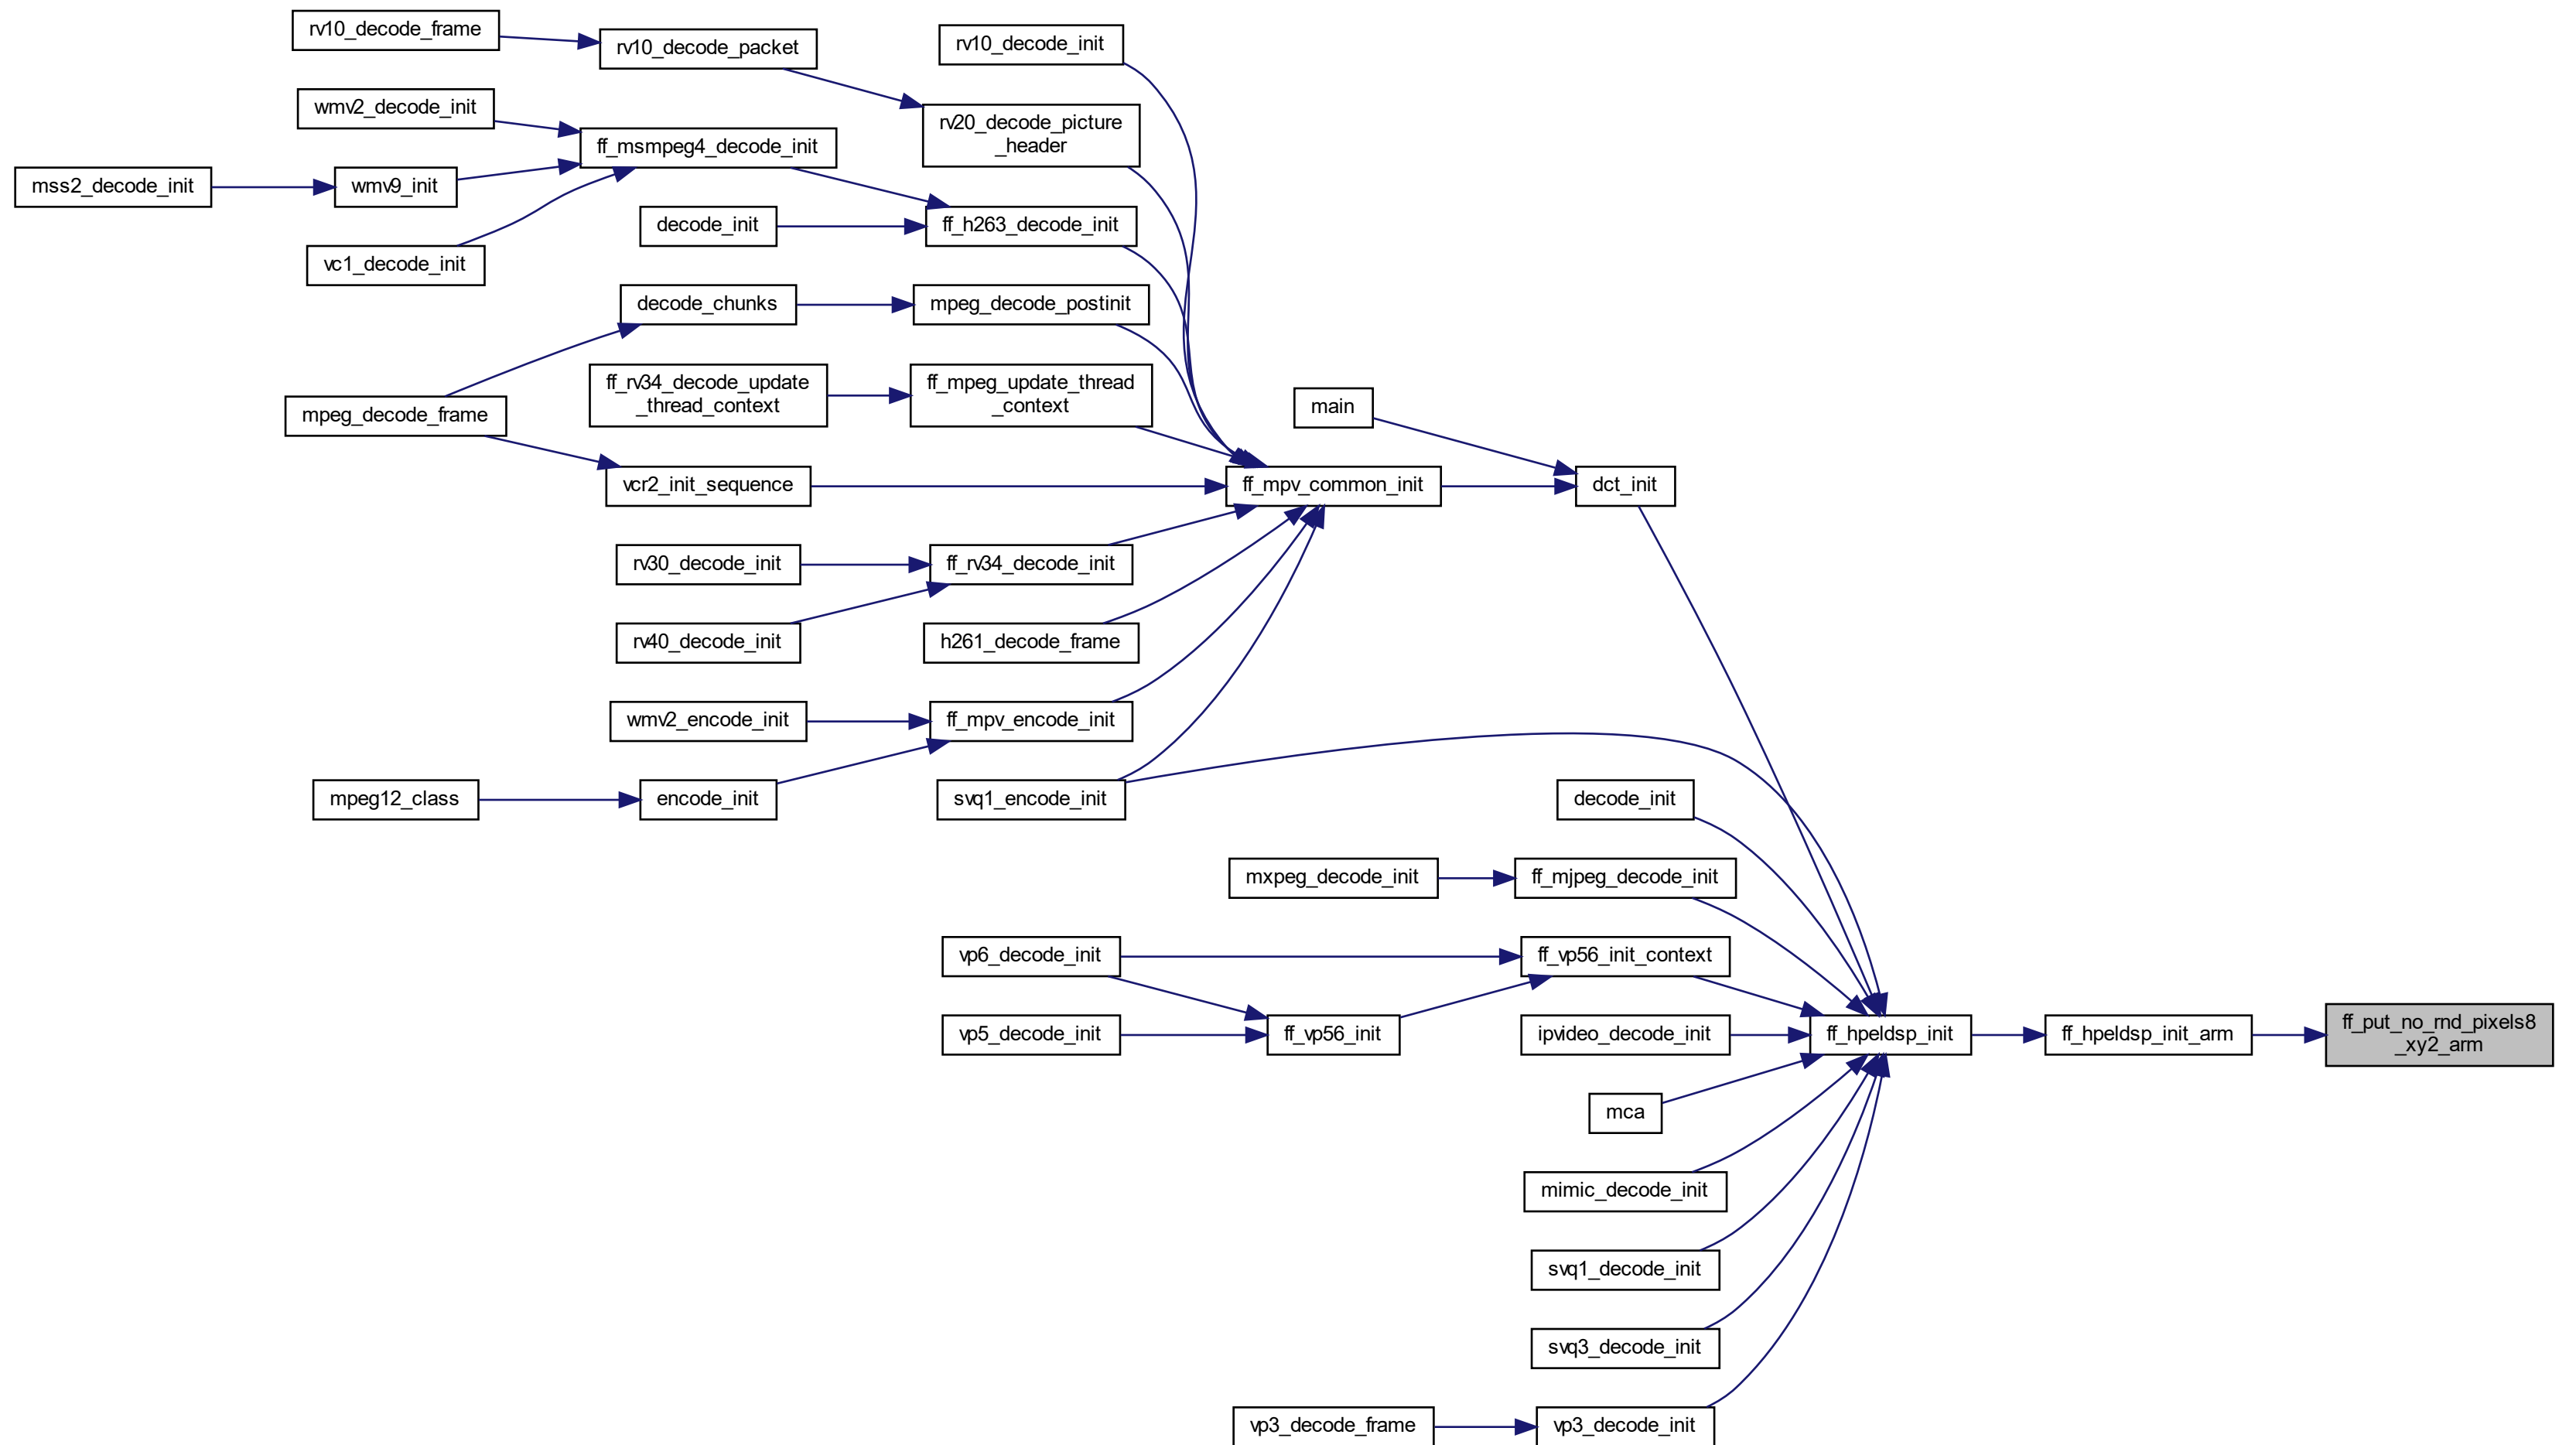 rv10_decode_frame
rv10_decode_packet
rv10_decode_init
wmv2_decode_init
rv20_decode_picture
_header
ff_msmpeg4_decode_init
mss2_decode_init
wmv9_init
decode_init
ff_h263_decode_init
vc1_decode_init
decode_chunks
mpeg_decode_postinit
ff_rv34_decode_update
_thread_context
ff_mpeg_update_thread
_context
main
mpeg_decode_frame
vcr2_init_sequence
ff_mpv_common_init
dct_init
rv30_decode_init
ff_rv34_decode_init
rv40_decode_init
h261_decode_frame
wmv2_encode_init
ff_mpv_encode_init
mpeg12_class
encode_init
svq1_encode_init
decode_init
mxpeg_decode_init
ff_mjpeg_decode_init
vp6_decode_init
ff_vp56_init_context
vp5_decode_init
ff_vp56_init
ipvideo_decode_init
ff_hpeldsp_init
ff_hpeldsp_init_arm
ff_put_no_rnd_pixels8
_xy2_arm
mca
mimic_decode_init
svq1_decode_init
svq3_decode_init
vp3_decode_frame
vp3_decode_init